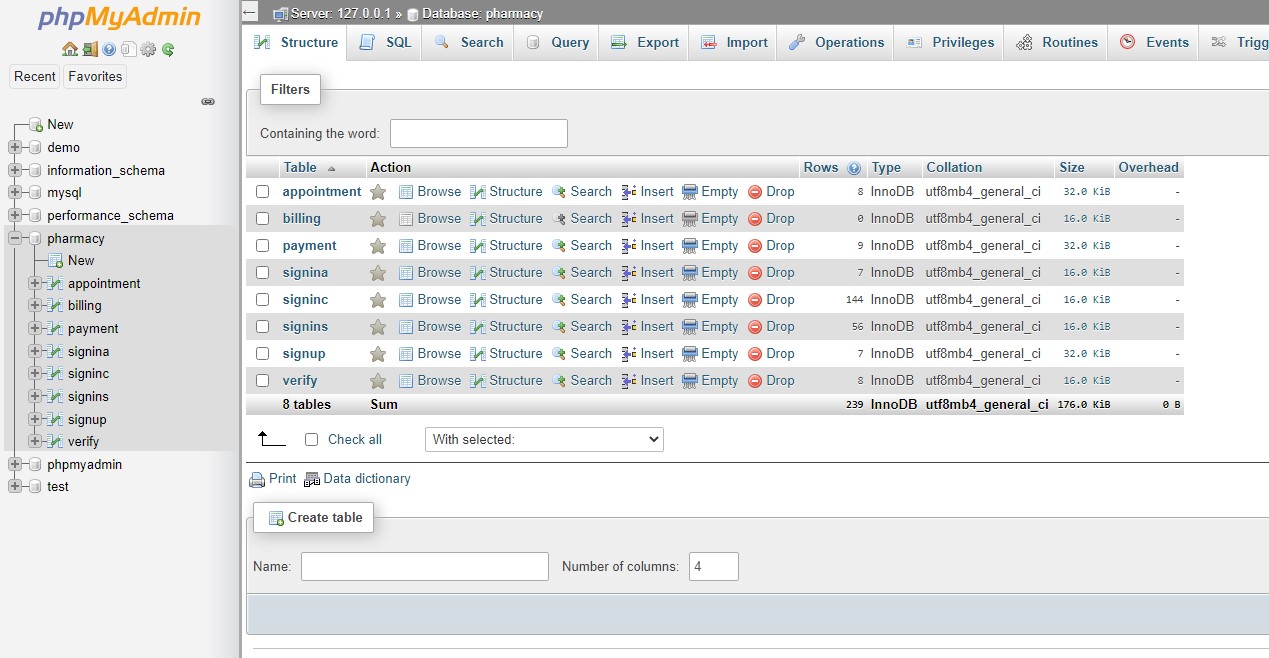 phpMyAdmin
Recent Favorites
New
demo
information_schema
mysql
performance_schema
pharmacy
New
appointment
billing
payment
signina
signinc
signins
signup
verify
phpmyadmin
test
Server: 127.0.0.1 » Database: pharmacy
Structure SQL Search Query Export Import Operations Privileges Routines Events Trigg
Filters
Containing the word:
Table Action Rows Type Collation Size Overhead
appointment Browse Structure Search Insert Empty Drop 8 InnoDB utf8mb4_general_ci 32.0 KiB -
billing Browse Structure Search Insert Empty Drop 0 InnoDB utf8mb4_general_ci 16.0 KiB -
payment Browse Structure Search Insert Empty Drop 9 InnoDB utf8mb4_general_ci 32.0 KiB -
signina Browse Structure Search Insert Empty Drop 7 InnoDB utf8mb4_general_ci 16.0 KiB -
signinc Browse Structure Search Insert Empty Drop 144 InnoDB utf8mb4_general_ci 16.0 KiB -
signins Browse Structure Search Insert Empty Drop 56 InnoDB utf8mb4_general_ci 16.0 KiB -
signup Browse Structure Search Insert Empty Drop 7 InnoDB utf8mb4_general_ci 32.0 KiB -
verify Browse Structure Search Insert Empty Drop 8 InnoDB utf8mb4_general_ci 16.0 KiB -
8 tables Sum 239 InnoDB utf8mb4_general_ci 176.0 KiB 0 B
Check all With selected:
Print Data dictionary
Create table
Name: Number of columns: 4